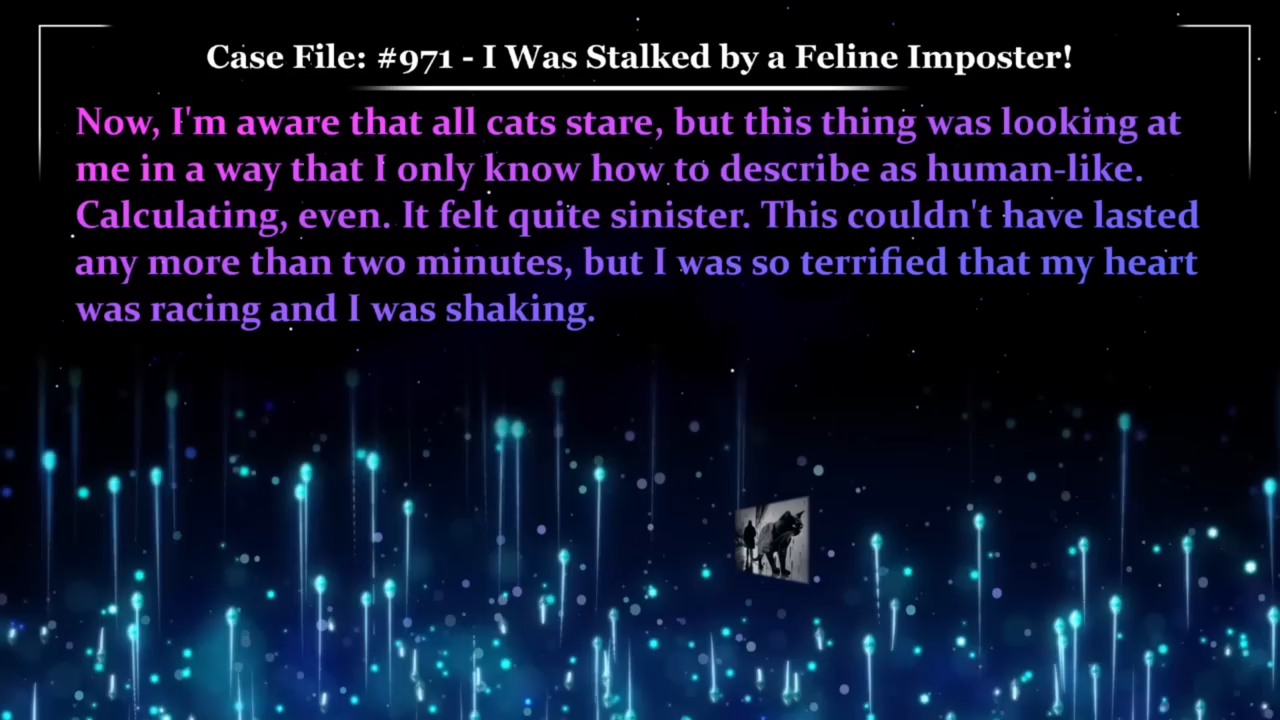 Case File: #971 - I Was Stalked by a Feline Imposter!
Now, I'm aware that all cats stare, but this thing was looking at
me in a way that I only know how to describe as human-like.
Calculating, even. It felt quite sinister. This couldn't have lasted
any more than two minutes, but I was so terrified that my heart
was racing and I was shaking.